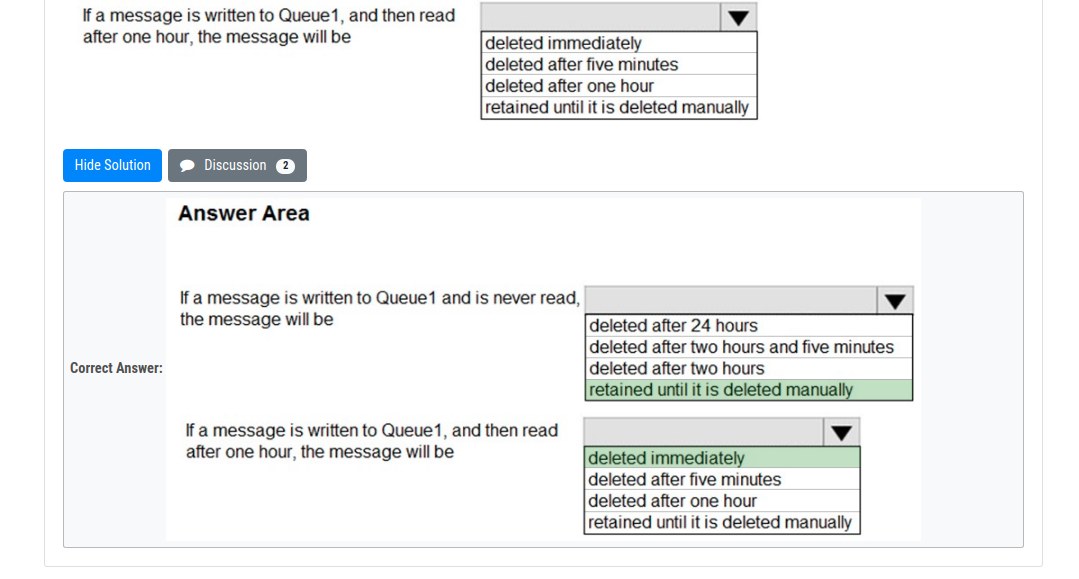 If a message is written to Queue1, and then read
after one hour, the message will be
deleted immediately
deleted after five minutes
deleted after one hour
retained until it is deleted manually
Hide Solution
Discussion 2
Answer Area
If a message is written to Queue1 and is never read,
the message will be
deleted after 24 hours
deleted after two hours and five minutes
deleted after two hours
retained until it is deleted manually
Correct Answer:
If a message is written to Queue1, and then read
after one hour, the message will be
deleted immediately
deleted after five minutes
deleted after one hour
retained until it is deleted manually